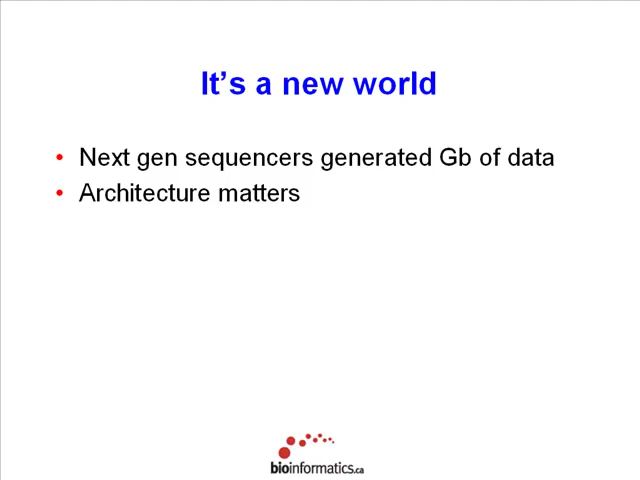 It's a new world
• Next gen sequencers generated Gb of data
• Architecture matters
bioinformatics.ca